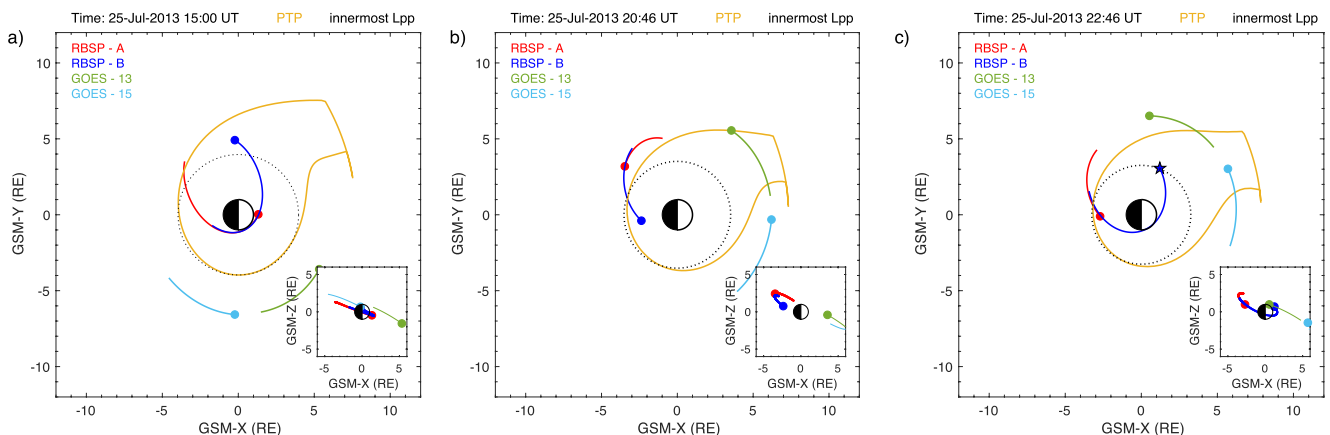 a)
Time: 25-Jul-2013 15:00 UT PTP innermost Lpp
RBSP - A
RBSP - B
GOES - 13
GOES - 15
10
5
0
-5
-10
GSM-Y (RE)
-10 -5 0 5 10
GSM-X (RE)
5
0
-5
GSM-Z (RE)
-5 0 5
GSM-X (RE)
b)
Time: 25-Jul-2013 20:46 UT PTP innermost Lpp
RBSP - A
RBSP - B
GOES - 13
GOES - 15
10
5
0
-5
-10
GSM-Y (RE)
-10 -5 0 5 10
GSM-X (RE)
5
0
-5
GSM-Z (RE)
-5 0 5
GSM-X (RE)
c)
Time: 25-Jul-2013 22:46 UT PTP innermost Lpp
RBSP - A
RBSP - B
GOES - 13
GOES - 15
10
5
0
-5
-10
GSM-Y (RE)
-10 -5 0 5 10
GSM-X (RE)
5
0
-5
GSM-Z (RE)
-5 0 5
GSM-X (RE)